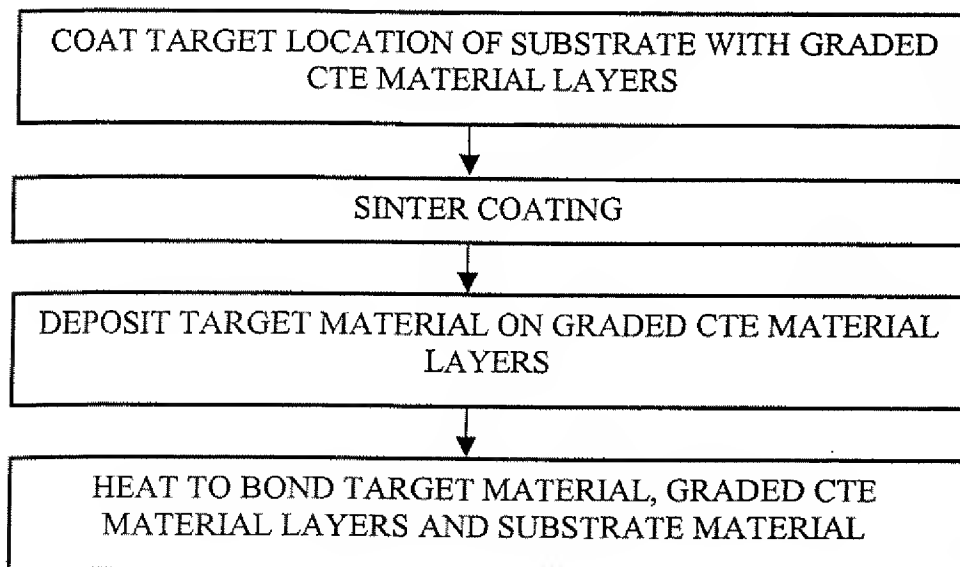 COAT TARGET LOCATION OF SUBSTRATE WITH GRADED
CTE MATERIAL LAYERS
SINTER COATING
DEPOSIT TARGET MATERIAL ON GRADED CTE MATERIAL
LAYERS
HEAT TO BOND TARGET MATERIAL, GRADED CTE
MATERIAL LAYERS AND SUBSTRATE MATERIAL